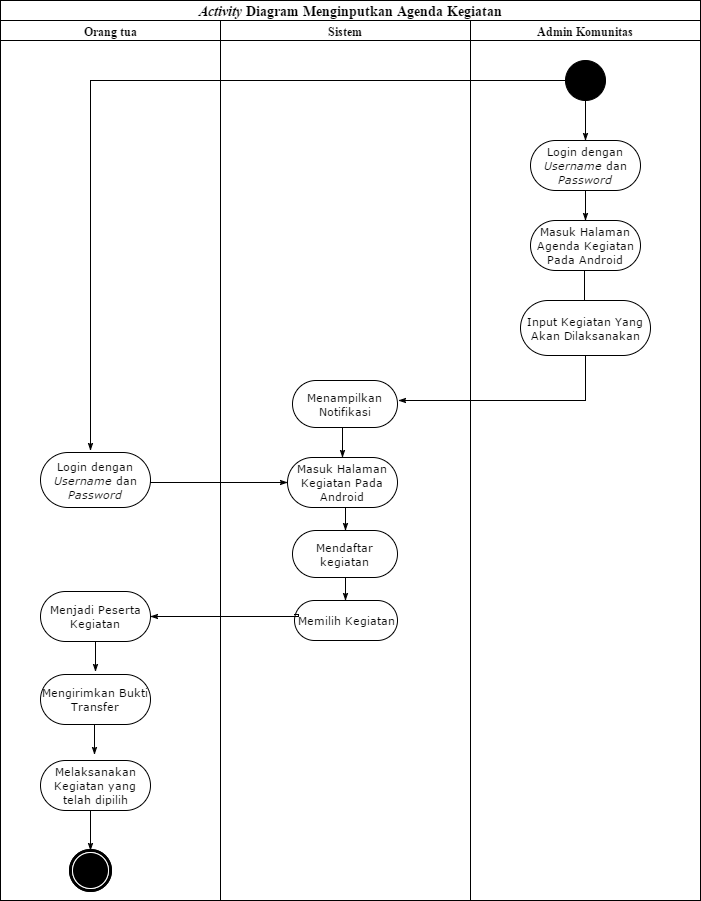 Activity Diagram Menginputkan Agenda Kegiatan
Orang tua
Sistem
Admin Komunitas
Login dengan
Username dan
Password
Masuk Halaman
Agenda Kegiatan
Pada Android
Input Kegiatan Yang
Akan Dilaksanakan
Menampilkan
Notifikasi
Login dengan
Username dan
Password
Masuk Halaman
Kegiatan Pada
Android
Mendaftar
kegiatan
Memilih Kegiatan
Menjadi Peserta
Kegiatan
Mengirimkan Bukti
Transfer
Melaksanakan
Kegiatan yang
telah dipilih